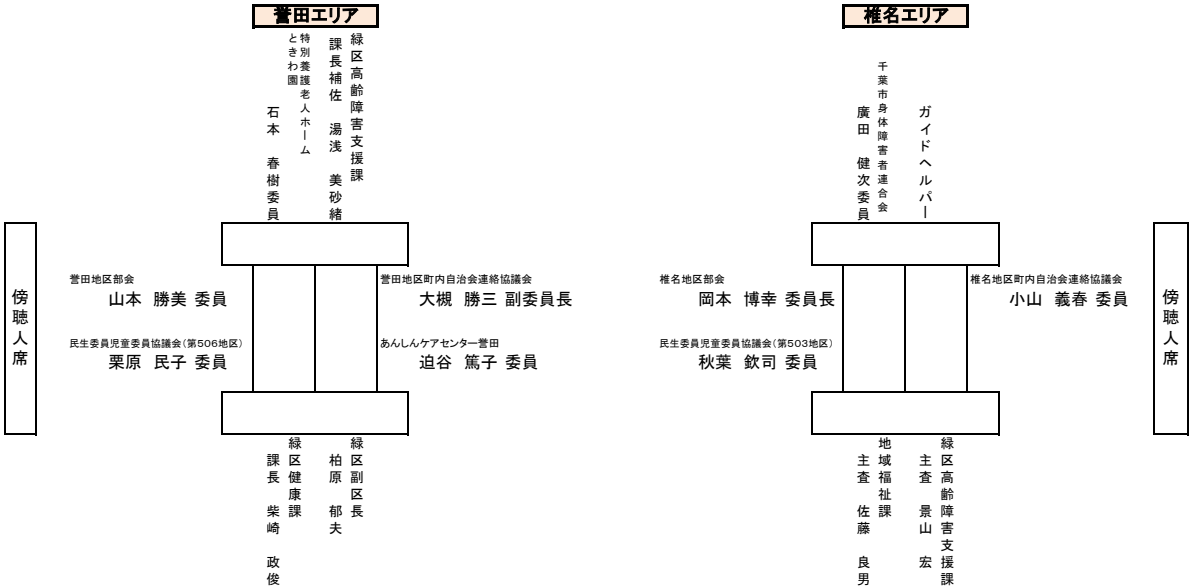 誉田エリア
緑区高齢障害支援課
課長補佐 湯浅 美砂緒
特別養護老人ホーム
ときわ園
石本 春樹委員
傍聴人席
誉田地区部会
山本 勝美 委員
民生委員児童委員協議会(第506地区)
栗原 民子 委員
誉田地区町内自治会連絡協議会
大槻 勝三 副委員長
あんしんケアセンター誉田
迫谷 篤子 委員
緑区副区長
柏原 郁夫
緑区健康課
課長 柴崎 政俊
椎名エリア
ガイドヘルパー
千葉市身体障害者連合会
廣田 健次委員
椎名地区部会
岡本 博幸 委員長
民生委員児童委員協議会(第503地区)
秋葉 欽司 委員
椎名地区町内自治会連絡協議会
小山 義春 委員
傍聴人席
緑区高齢障害支援課
主査 景山 宏
地域福祉課
主査 佐藤 良男